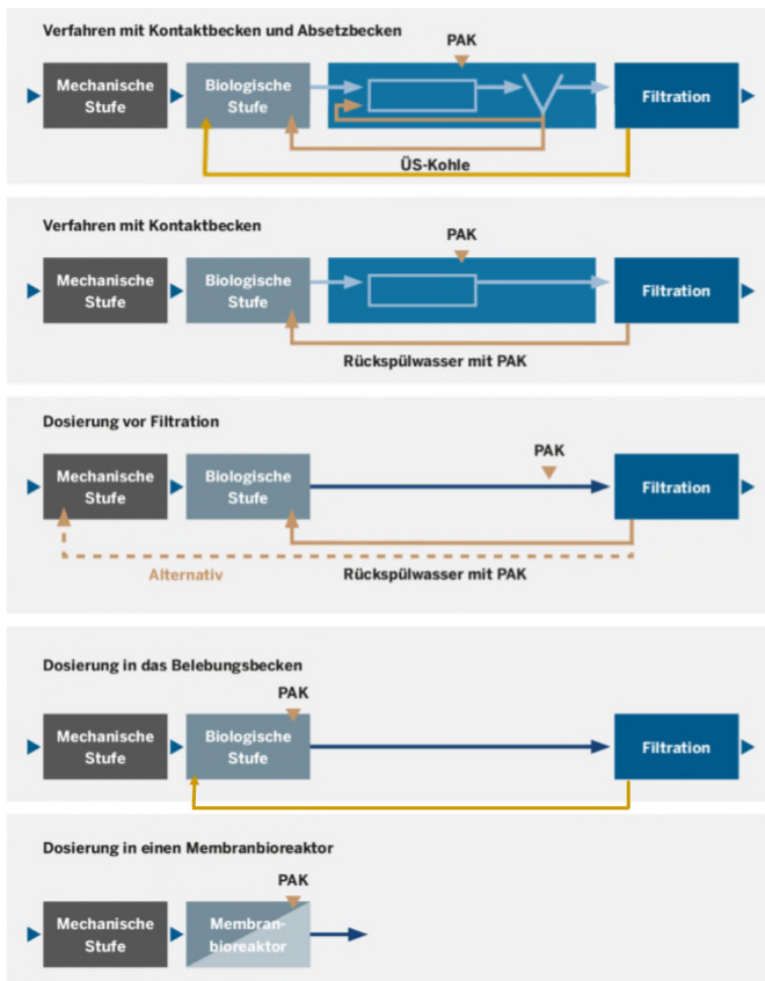 Verfahren mit Kontaktbecken und Absetzbecken
PAK
Mechanische
Stufe
Biologische
Stufe
Filtration
ÜS-Kohle
Verfahren mit Kontaktbecken
PAK
Mechanische
Stufe
Biologische
Stufe
Filtration
Rückspülwasser mit PAK
Dosierung vor Filtration
PAK
Mechanische
Stufe
Biologische
Stufe
Filtration
Alternativ
Rückspülwasser mit PAK
Dosierung in das Belebungsbecken
PAK
Mechanische
Stufe
Biologische
Stufe
Filtration
Dosierung in einen Membranbioreaktor
PAK
Mechanische
Stufe
Membran-
bioreaktor